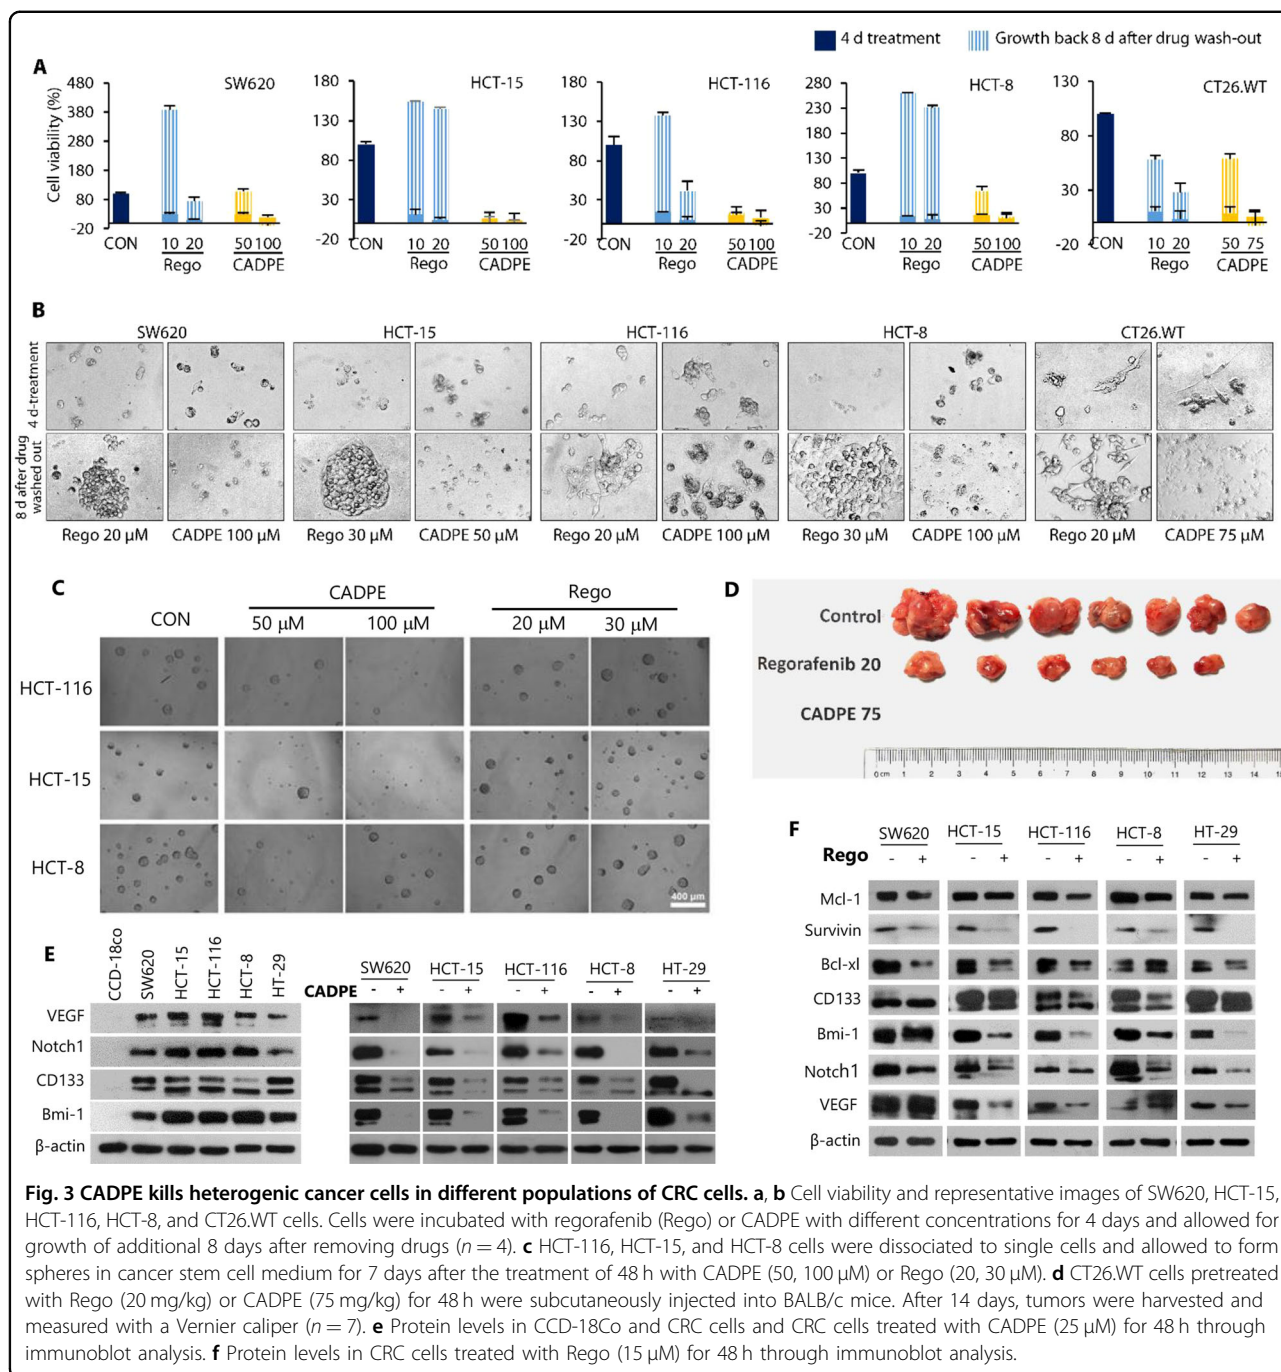 4 d treatment
Growth back 8 d after drug wash-out
A
SW620
HCT-15
HCT-116
HCT-8
CT26.WT
Cell viability (%)
480
380
280
180
80
-20
CON
10 20
Rego
50 100
CADPE
180
130
80
30
-20
CON
10 20
Rego
50 100
CADPE
180
130
80
30
-20
CON
10 20
Rego
50 100
CADPE
280
230
180
130
80
30
-20
CON
10 20
Rego
50 100
CADPE
130
80
30
-20
CON
10 20
Rego
50 75
CADPE
B
SW620
HCT-15
HCT-116
HCT-8
CT26.WT
4 d-treatment
8 d after drug
washed out
Rego 20 µM
CADPE 100 µM
Rego 30 µM
CADPE 50 µM
Rego 20 µM
CADPE 100 µM
Rego 30 µM
CADPE 100 µM
Rego 20 µM
CADPE 75 µM
C
CON
CADPE
Rego
50 µM
100 µM
20 µM
30 µM
HCT-116
HCT-15
HCT-8
400 µm
D
Control
Regorafenib 20
CADPE 75
0 cm 1 2 3 4 5 6 7 8 9 10 11 12 13 14 15
E
CCD-18co
SW620
HCT-15
HCT-116
HCT-8
HT-29
SW620
HCT-15
HCT-116
HCT-8
HT-29
CADPE
- + - + - + - + - +
VEGF
Notch1
CD133
Bmi-1
β-actin
F
SW620
HCT-15
HCT-116
HCT-8
HT-29
Rego
- + - + - + - + - +
Mcl-1
Survivin
Bcl-xl
CD133
Bmi-1
Notch1
VEGF
β-actin
Fig. 3 CADPE kills heterogenic cancer cells in different populations of CRC cells. a, b Cell viability and representative images of SW620, HCT-15,
HCT-116, HCT-8, and CT26.WT cells. Cells were incubated with regorafenib (Rego) or CADPE with different concentrations for 4 days and allowed for
growth of additional 8 days after removing drugs (n = 4). c HCT-116, HCT-15, and HCT-8 cells were dissociated to single cells and allowed to form
spheres in cancer stem cell medium for 7 days after the treatment of 48 h with CADPE (50, 100 µM) or Rego (20, 30 µM). d CT26.WT cells pretreated
with Rego (20 mg/kg) or CADPE (75 mg/kg) for 48 h were subcutaneously injected into BALB/c mice. After 14 days, tumors were harvested and
measured with a Vernier caliper (n = 7). e Protein levels in CCD-18Co and CRC cells and CRC cells treated with CADPE (25 µM) for 48 h through
immunoblot analysis. f Protein levels in CRC cells treated with Rego (15 µM) for 48 h through immunoblot analysis.